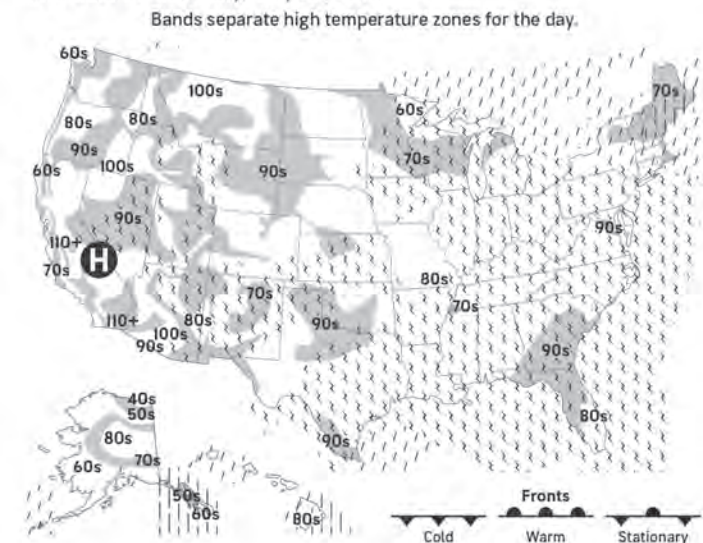 Bands separate high temperature zones for the day.
60s
100s
70s
80s
80s
60s
90s
70s
60s
100s
90s
90s
90s
110+
H
70s
80s
70s
70s
110+
100s
80s
90s
90s
90s
40s
50s
80s
80s
90s
60s
70s
50s
60s
80s
Fronts
Cold
Warm
Stationary